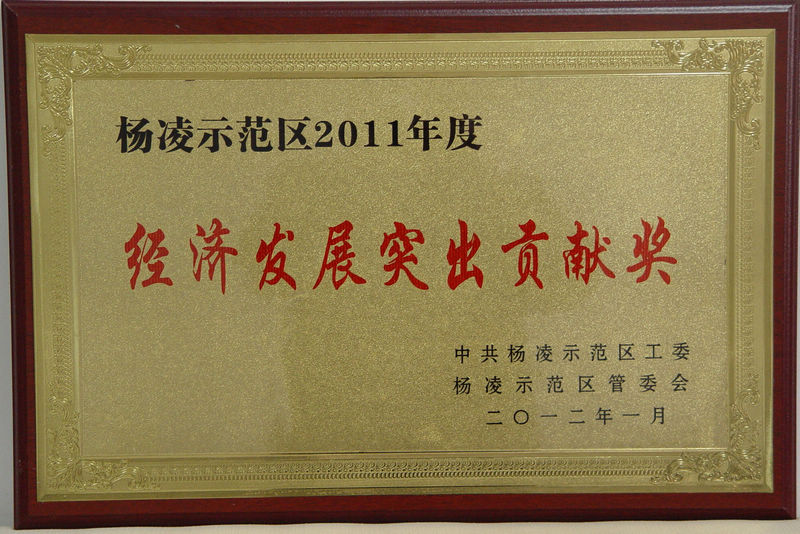 杨凌示范区2011年度
经济发展突出贡献奖
中共杨凌示范区工委
杨凌示范区管委会
二〇一二年一月